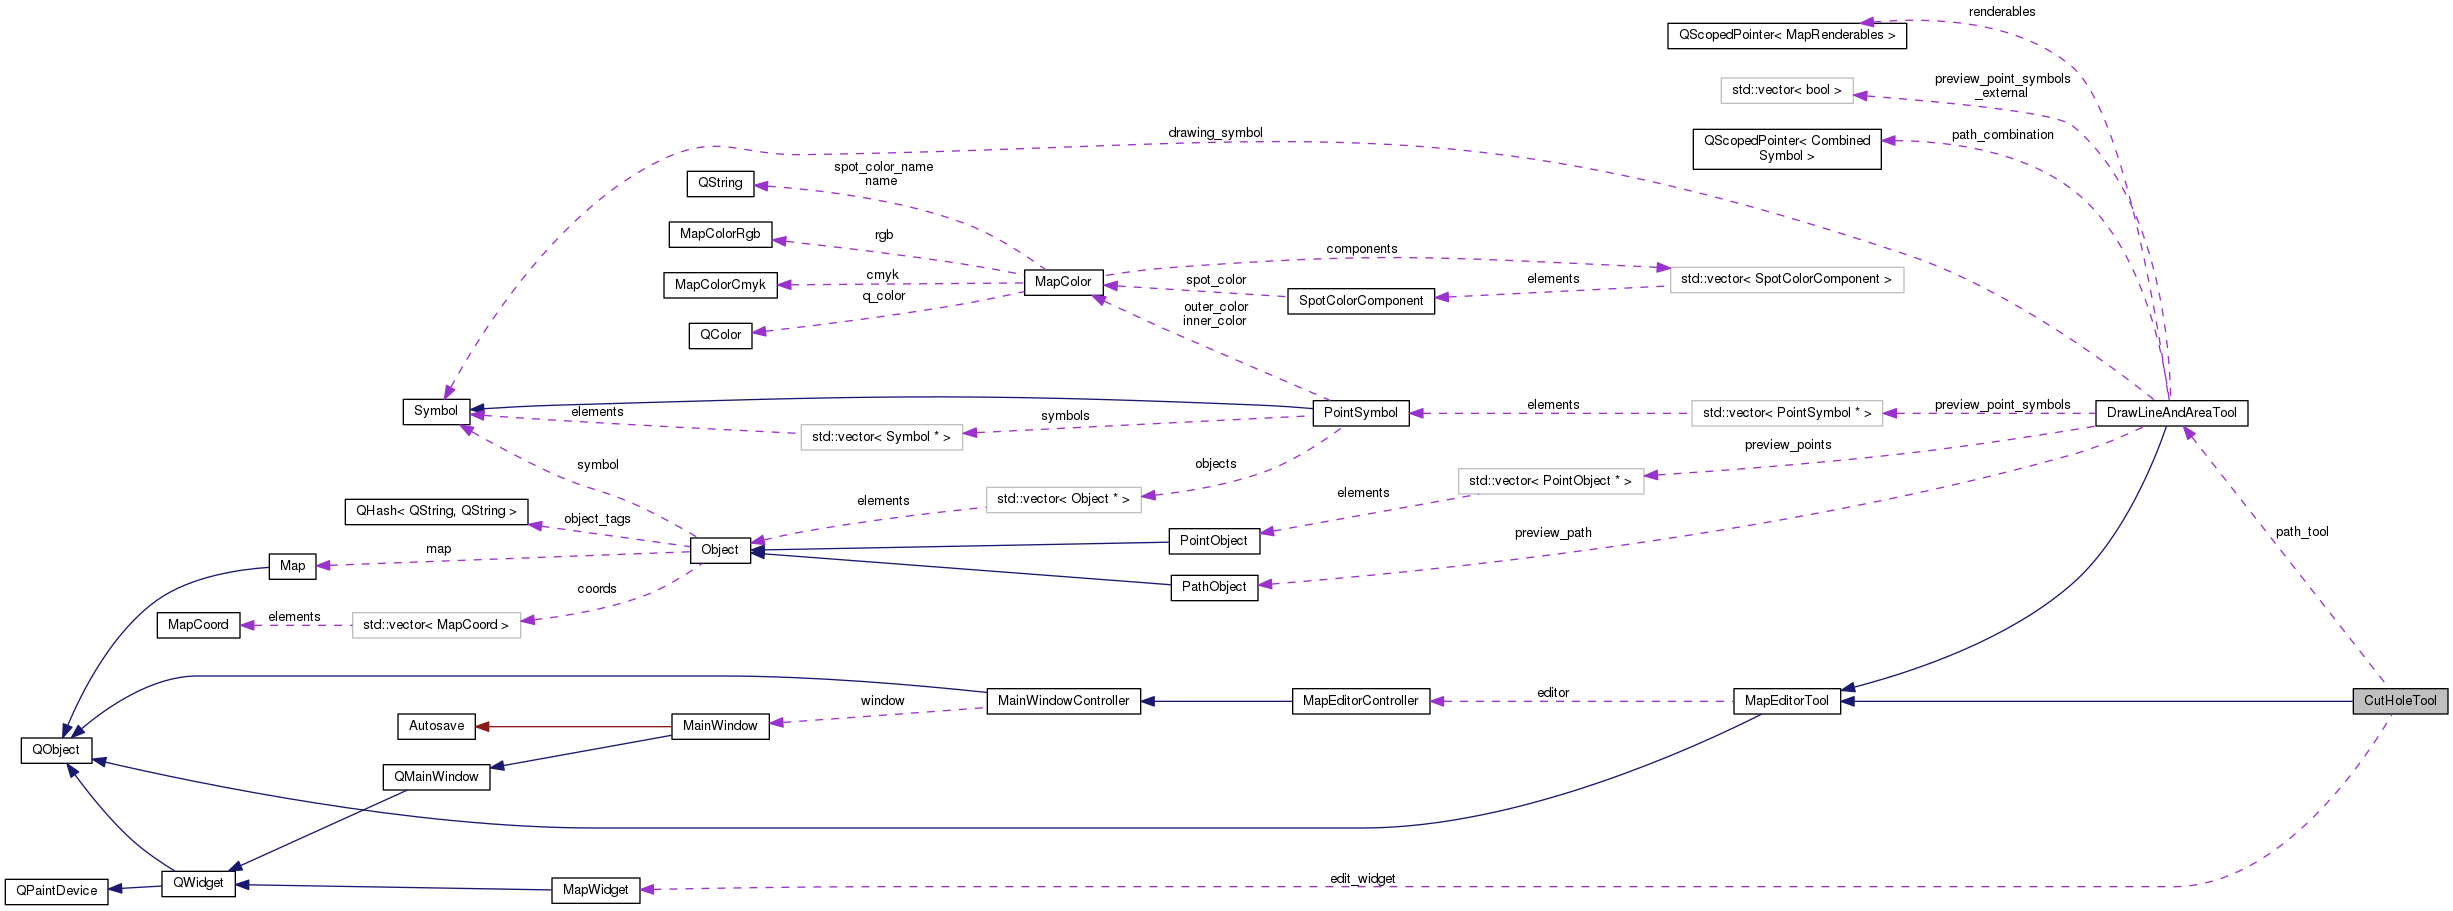 renderables
QScopedPointer< MapRenderables >
preview_point_symbols
_external
std::vector< bool >
drawing_symbol
path_combination
QScopedPointer< Combined
Symbol >
spot_color_name
name
QString
rgb
MapColorRgb
components
cmyk
MapColorCmyk
MapColor
spot_color
elements
std::vector< SpotColorComponent >
q_color
SpotColorComponent
outer_color
inner_color
QColor
Symbol
elements
symbols
PointSymbol
elements
std::vector< PointSymbol * >
preview_point_symbols
DrawLineAndAreaTool
std::vector< Symbol * >
preview_points
symbol
objects
std::vector< PointObject * >
elements
elements
std::vector< Object * >
QHash< QString, QString >
object_tags
map
Object
PointObject
preview_path
path_tool
Map
coords
PathObject
MapCoord
elements
std::vector< MapCoord >
window
MainWindowController
MapEditorController
editor
MapEditorTool
CutHoleTool
Autosave
MainWindow
QObject
QMainWindow
QPaintDevice
QWidget
MapWidget
edit_widget